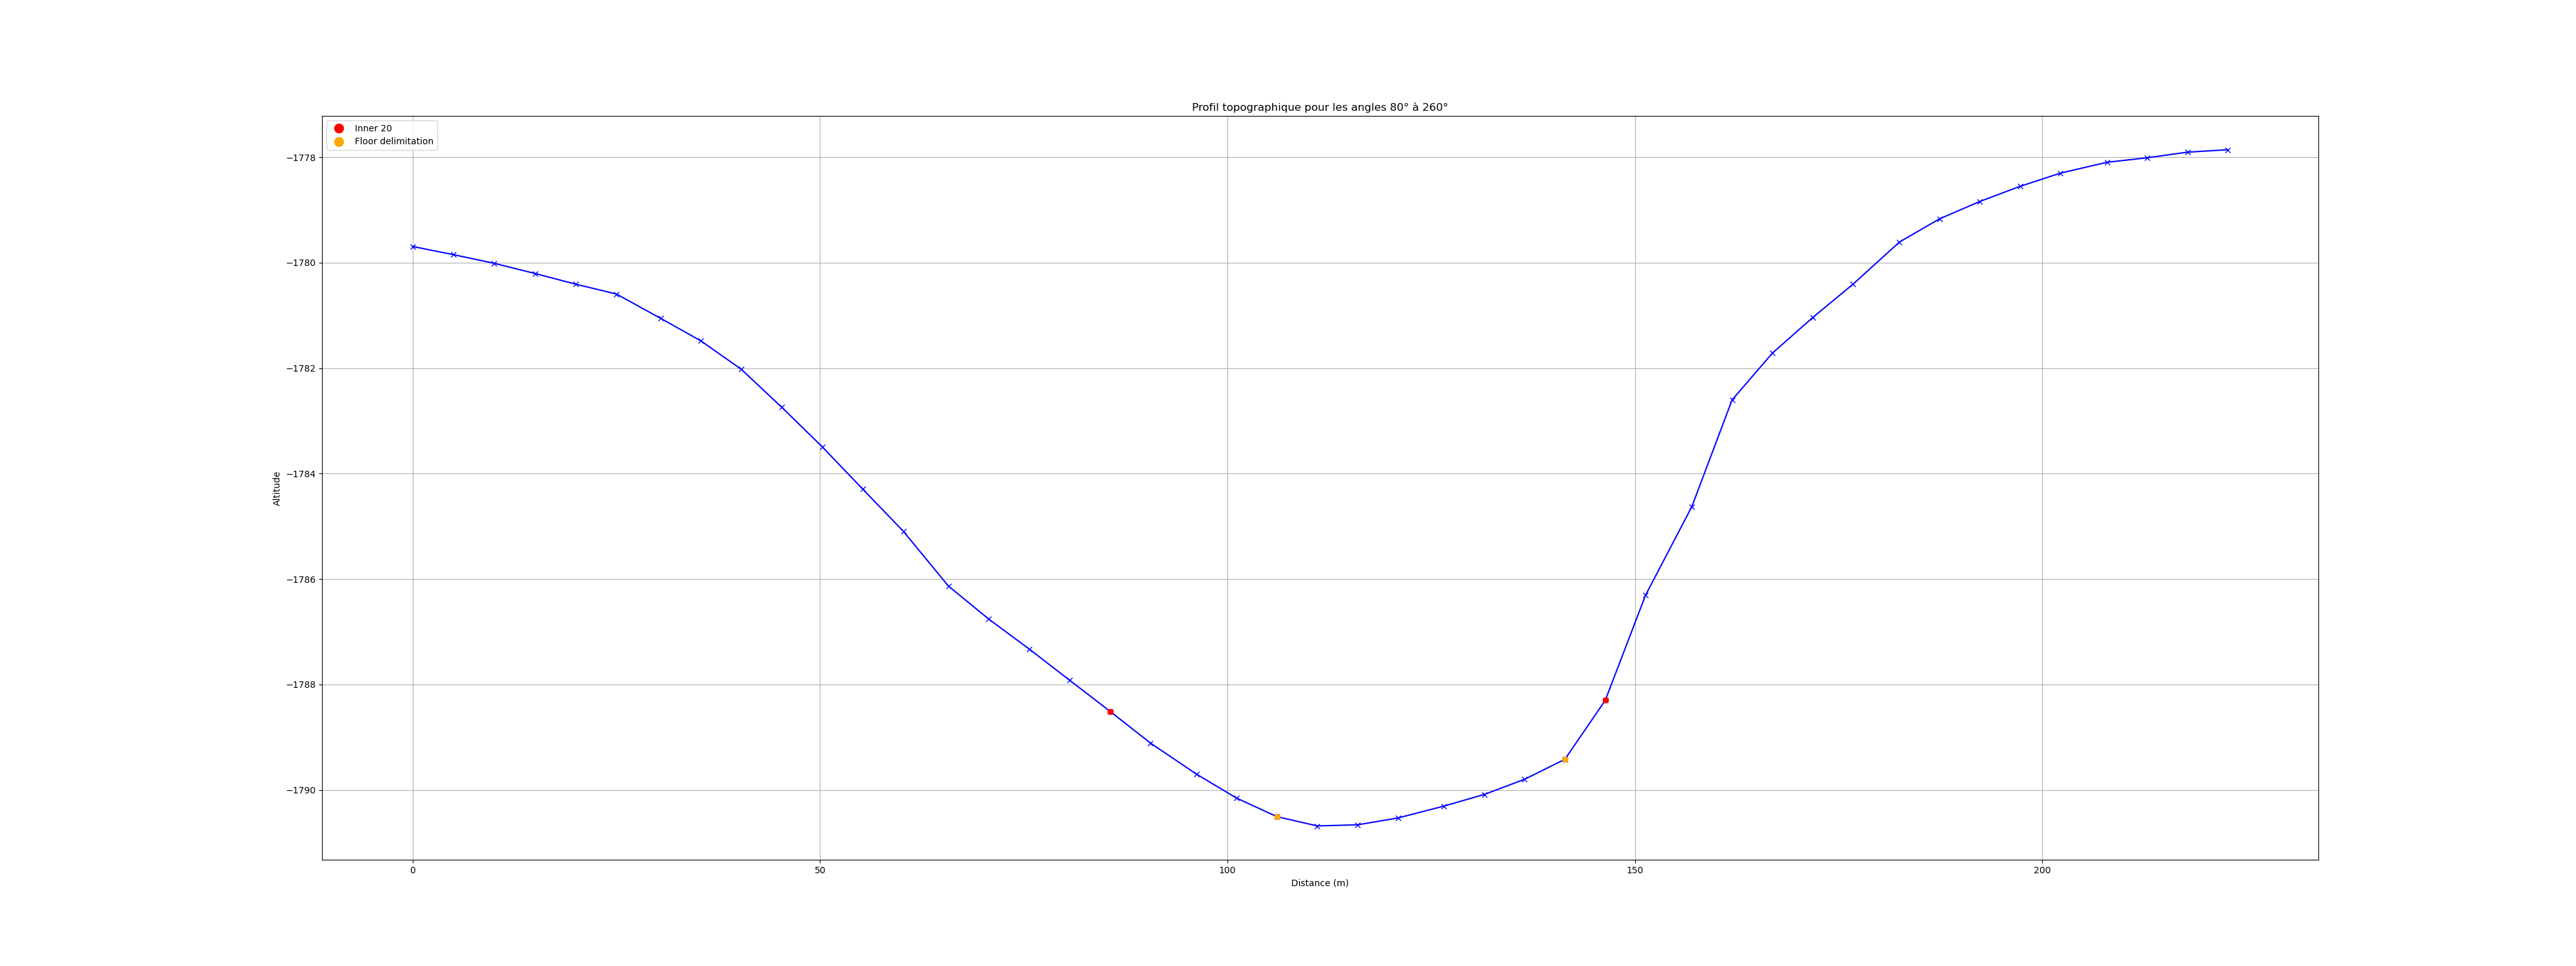 Profil topographique pour les angles 80° à 260°
Inner 20
Floor delimitation
−1778
−1780
−1782
−1784
−1786
−1788
−1790
Altitude
0
50
100
150
200
Distance (m)